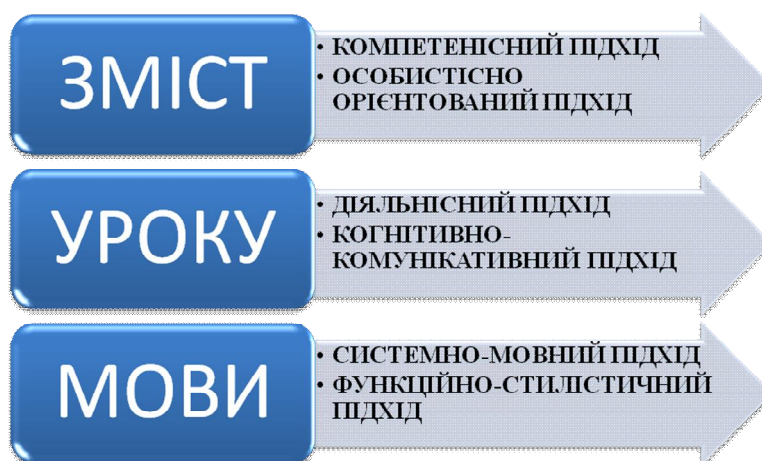 ЗМІСТ
• КОМПЕТЕНІСНИЙ ПІДХІД
• ОСОБИСТІСНО
ОРІЄНТОВАНИЙ ПІДХІД
УРОКУ
• ДІЯЛЬНІСНИЙ ПІДХІД
• КОГНІТИВНО-
КОМУНІКАТИВНИЙ ПІДХІД
МОВИ
• СИСТЕМНО-МОВНИЙ ПІДХІД
• ФУНКЦІЙНО-СТИЛІСТИЧНИЙ
ПІДХІД